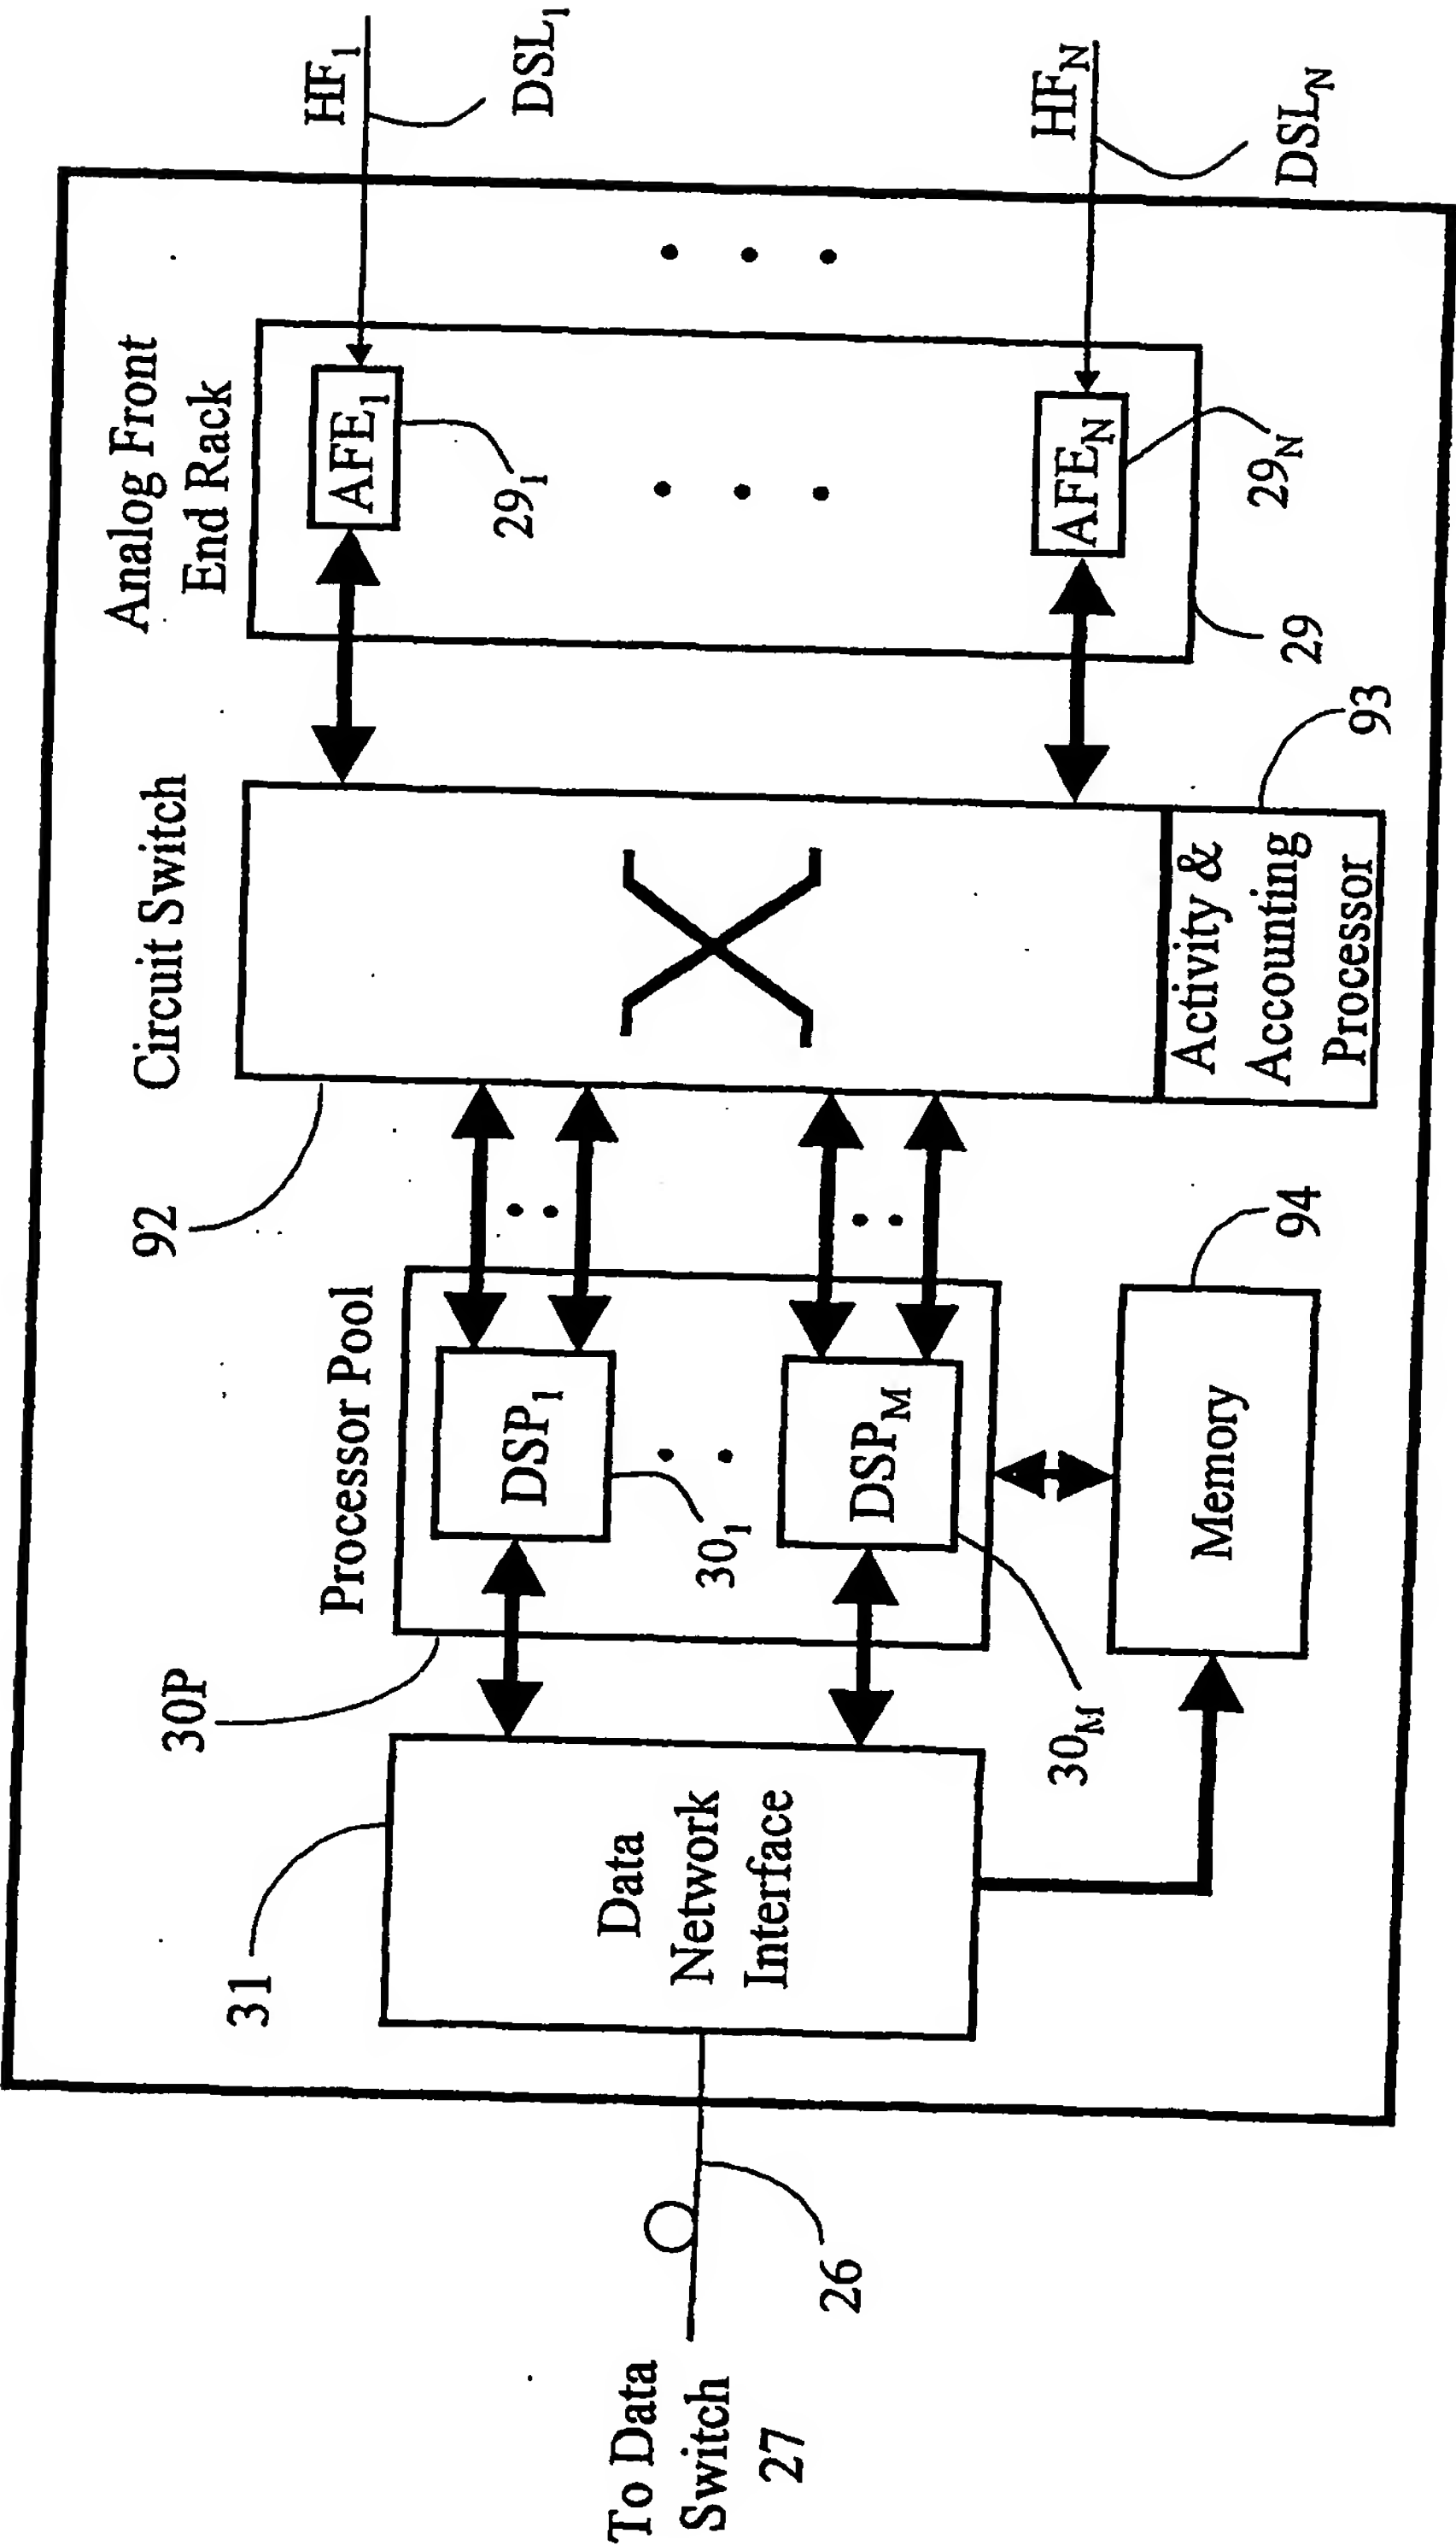 To Data
Switch
27
26
31
Data
Network
Interface
30P
Processor Pool
DSP1
301
DSPM
30M
Memory
94
92
Circuit Switch
Activity &
Accounting
Processor
93
Analog Front
End Rack
AFE1
291
AFEN
29N
29
HF1
DSL1
HFN
DSLN